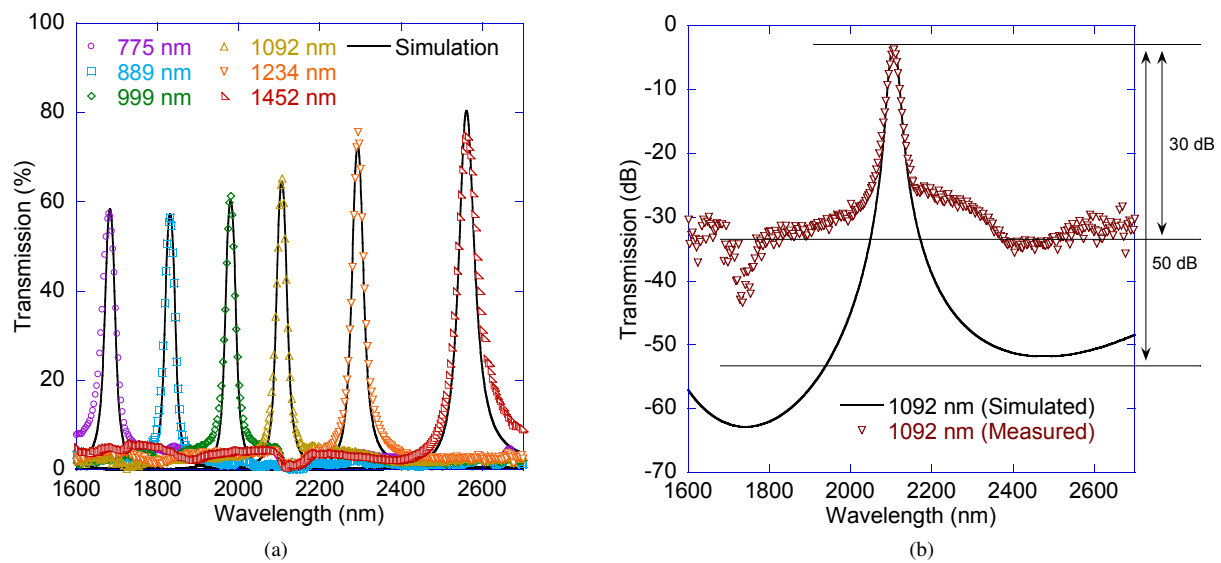 100
80
60
40
20
0
Transmission (%)
775 nm
889 nm
999 nm
1092 nm
1234 nm
1452 nm
Simulation
1600 1800 2000 2200 2400 2600
Wavelength (nm)
(a)
-0
-10
-20
-30
-40
-50
-60
-70
Transmission (dB)
30 dB
50 dB
1092 nm (Simulated)
1092 nm (Measured)
1600 1800 2000 2200 2400 2600
Wavelength (nm)
(b)